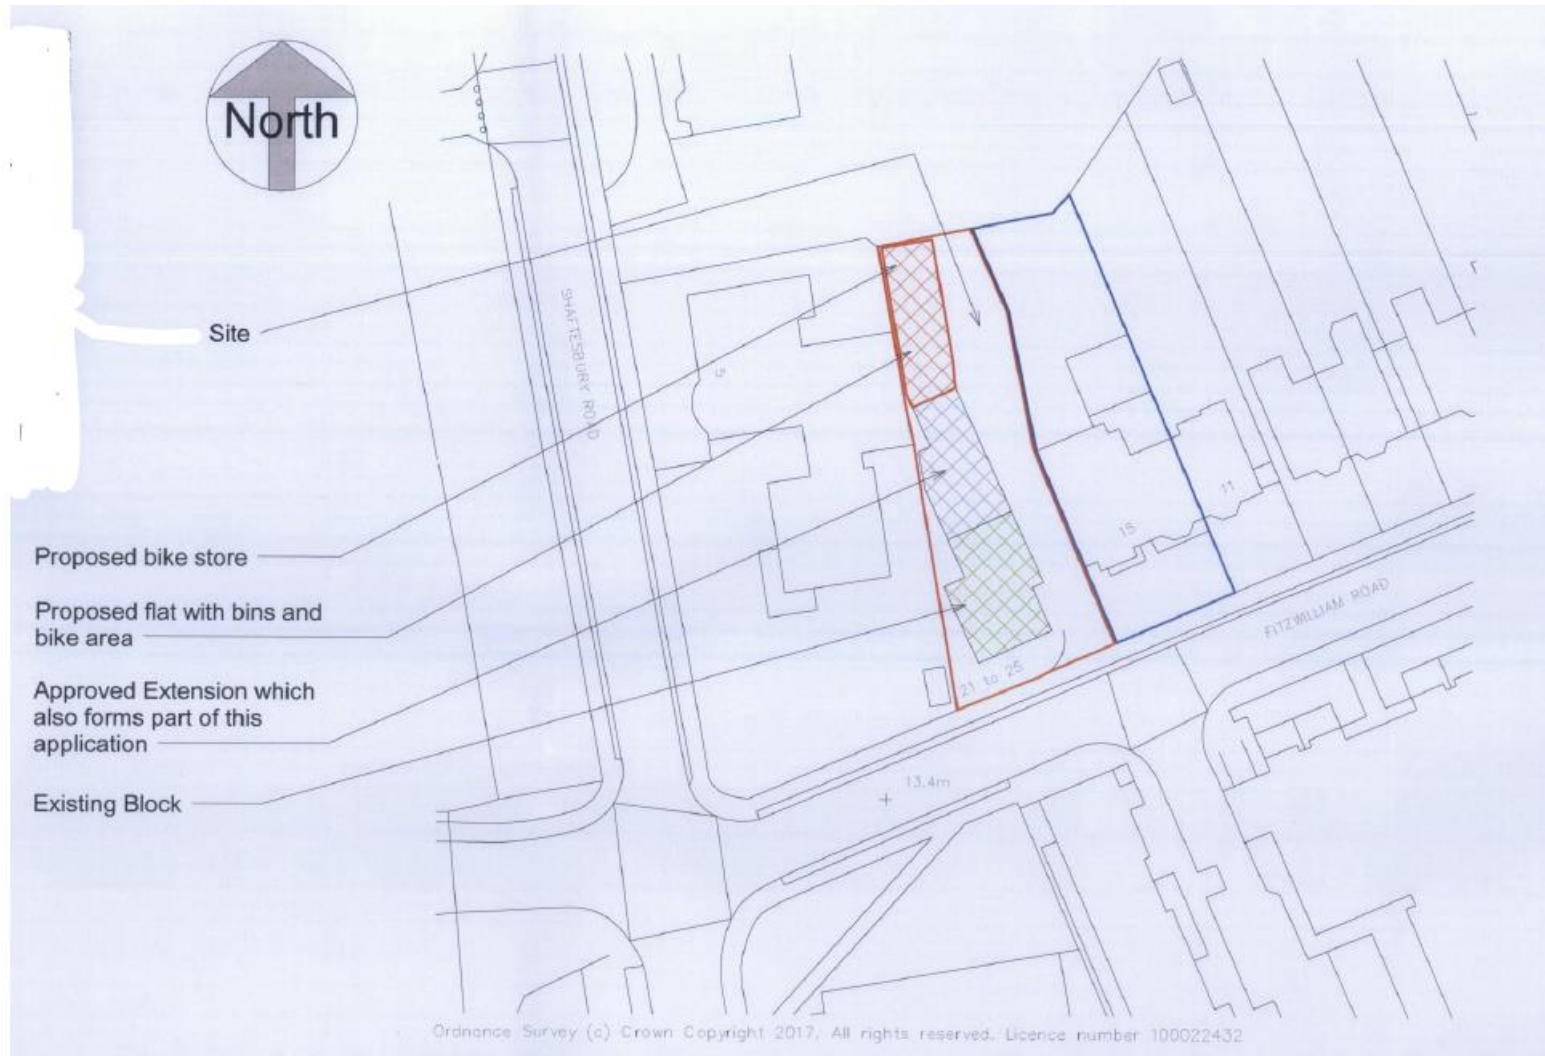 North
Site
SHAFTESBURY ROAD
5
Proposed bike store
Proposed flat with bins and
bike area
Approved Extension which
also forms part of this
application
Existing Block
11
15
21 to 25
FITZWILLIAM ROAD
13.4m
Ordnance Survey (c) Crown Copyright 2017. All rights reserved. Licence number 100022432